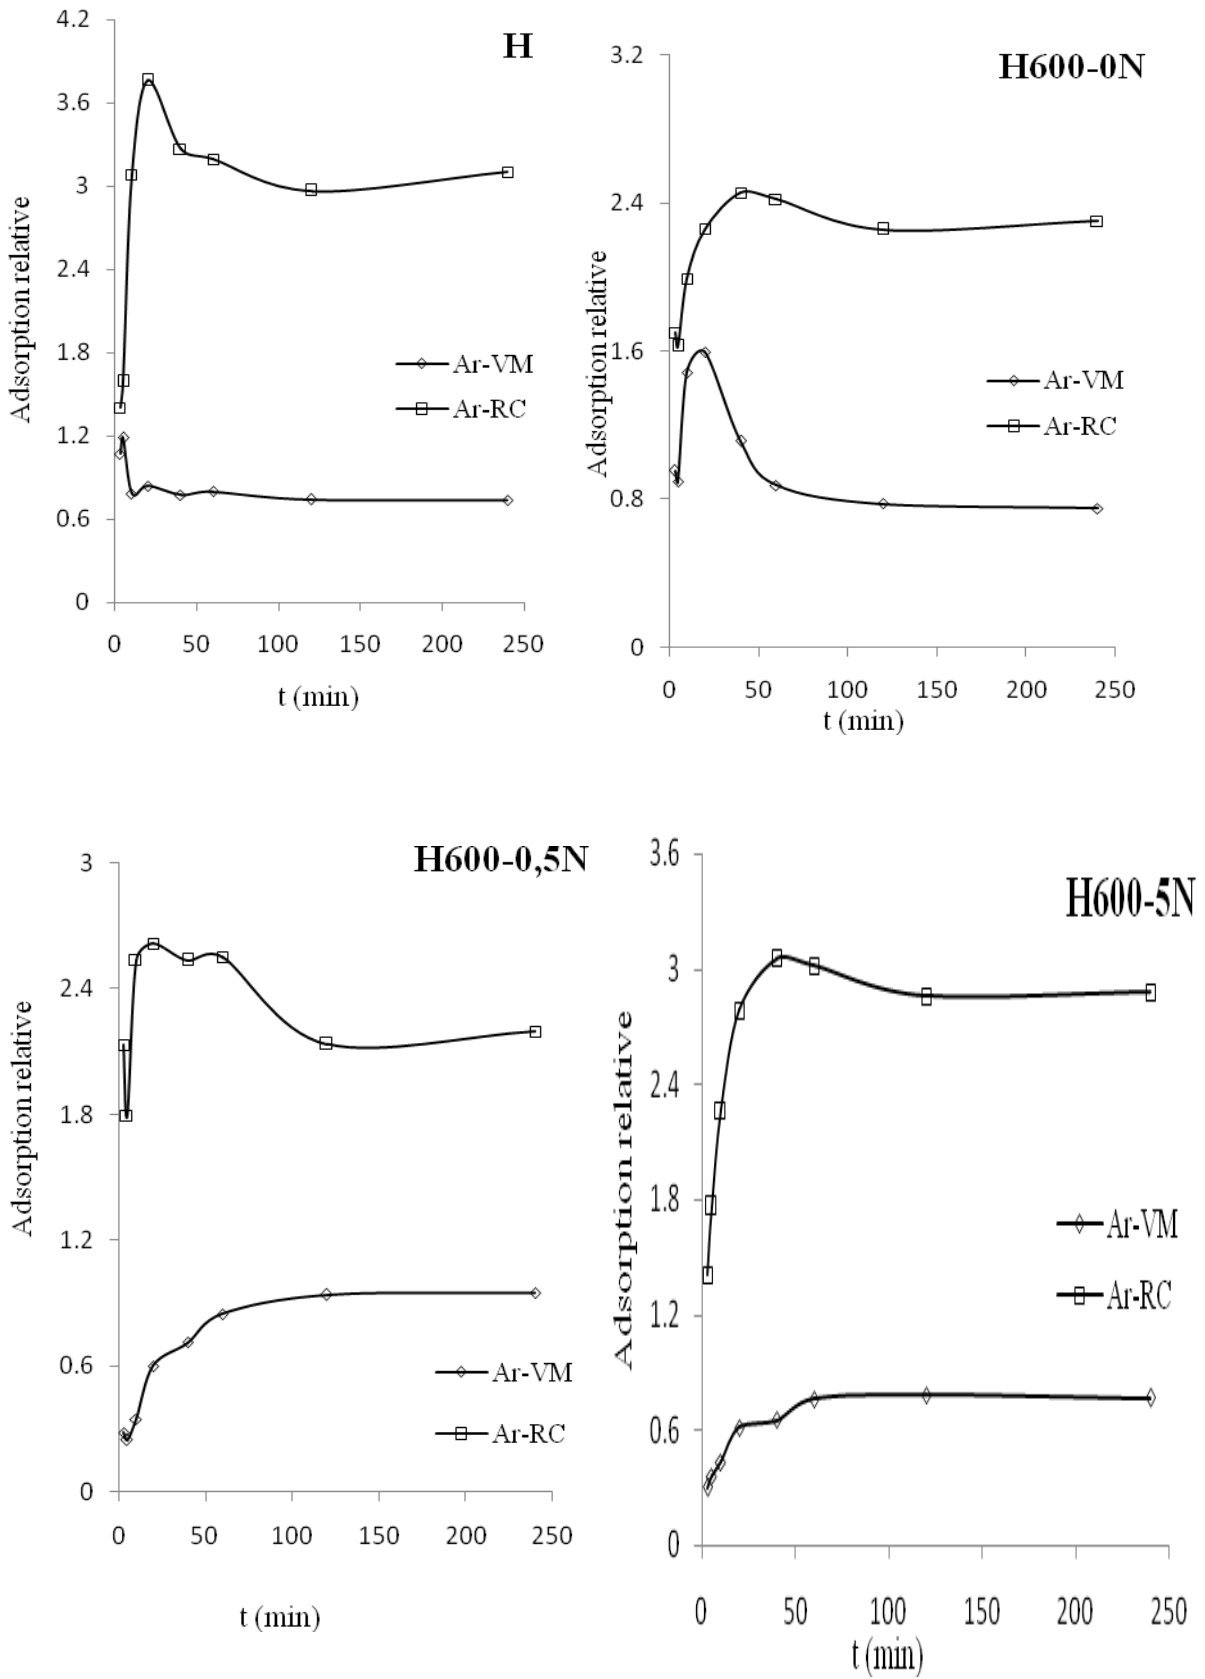 H
4.2
3.6
3
2.4
1.8
1.2
0.6
0
Adsorption relative
Ar-VM
Ar-RC
0 50 100 150 200 250
t (min)
H600-0N
3.2
2.4
1.6
0.8
0
Adsorption relative
Ar-VM
Ar-RC
0 50 100 150 200 250
t (min)
H600-0,5N
3
2.4
1.8
1.2
0.6
0
Adsorption relative
Ar-VM
Ar-RC
0 50 100 150 200 250
t (min)
H600-5N
3.6
3
2.4
1.8
1.2
0.6
0
Adsorption relative
Ar-VM
Ar-RC
0 50 100 150 200 250
t (min)